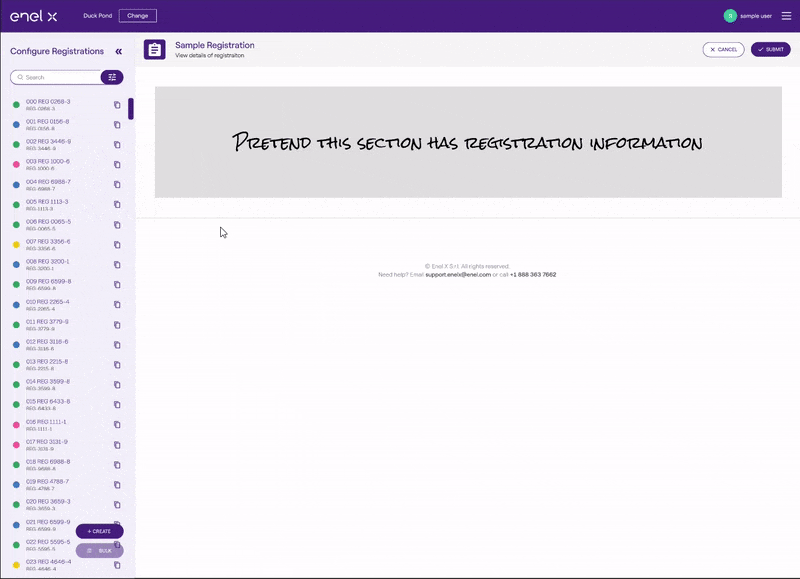 enel x
Duck Pond
Change
S
sample user
Configure Registrations
Sample Registration
View details of registraiton
CANCEL
SUBMIT
Search
000 REG 0268-3
REG-0268-3
001 REG 0156-8
REG-0156-8
002 REG 3446-9
REG-3446-9
003 REG 1000-6
REG-1000-6
004 REG 6988-7
REG-6988-7
005 REG 1113-3
REG-1113-3
006 REG 0065-5
REG-0065-5
007 REG 3356-6
REG-3356-6
008 REG 3200-1
REG-3200-1
009 REG 6599-8
REG-6599-8
010 REG 2265-4
REG-2265-4
011 REG 3779-9
REG-3779-9
012 REG 3116-6
REG-3116-6
013 REG 2215-8
REG-2215-8
014 REG 3599-8
REG-3599-8
015 REG 6433-8
REG-6433-8
016 REG 1111-1
REG-1111-1
017 REG 3131-9
REG-3131-9
018 REG 6988-8
REG-6988-8
019 REG 4788-7
REG-4788-7
020 REG 3659-3
REG-3659-3
021 REG 6599-9
REG-6599-9
022 REG 5595-5
REG-5595-5
023 REG 4646-4
REG-4646-4
+ CREATE
BULK
Pretend this section has registration information
© Enel X S.r.l. All rights reserved.
Need help? Email support.enelx@enel.com or call +1 888 363 7662